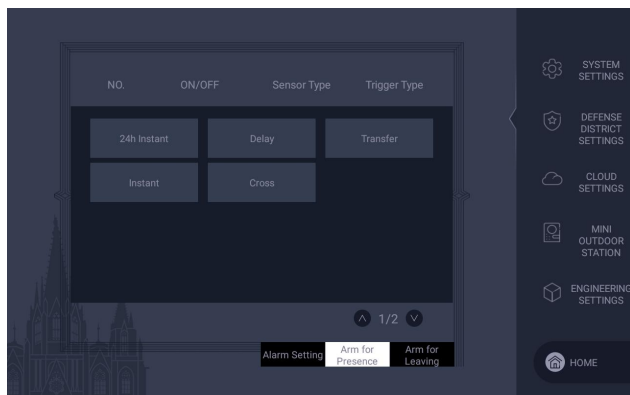 NO. ON/OFF Sensor Type Trigger Type
24h Instant Delay Transfer
Instant Cross
1/2
Alarm Setting
Arm for
Presence
Arm for
Leaving
SYSTEM
SETTINGS
DEFENSE
DISTRICT
SETTINGS
CLOUD
SETTINGS
MINI
OUTDOOR
STATION
ENGINEERING
SETTINGS
HOME